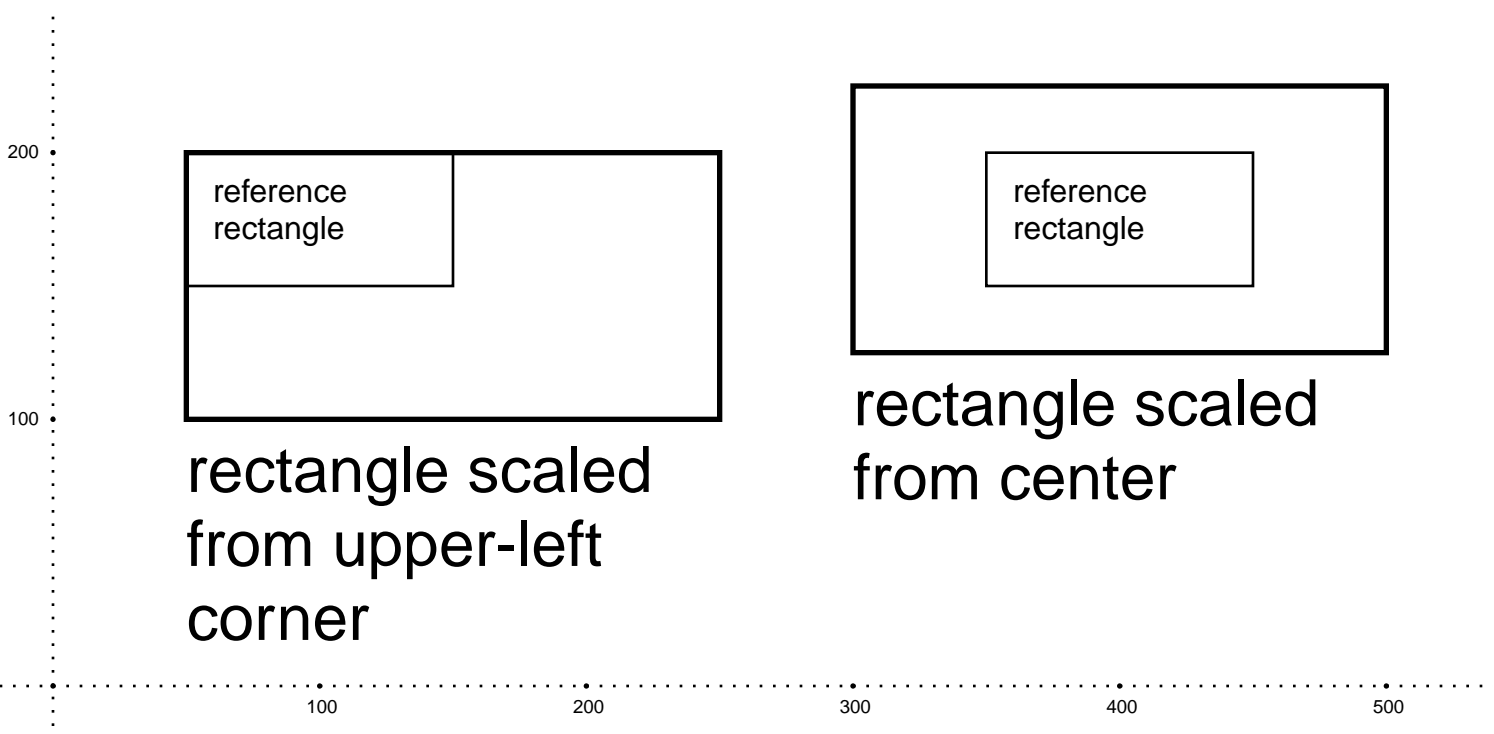 200
100
reference
rectangle
rectangle scaled
from upper-left
corner
reference
rectangle
rectangle scaled
from center
100
200
300
400
500